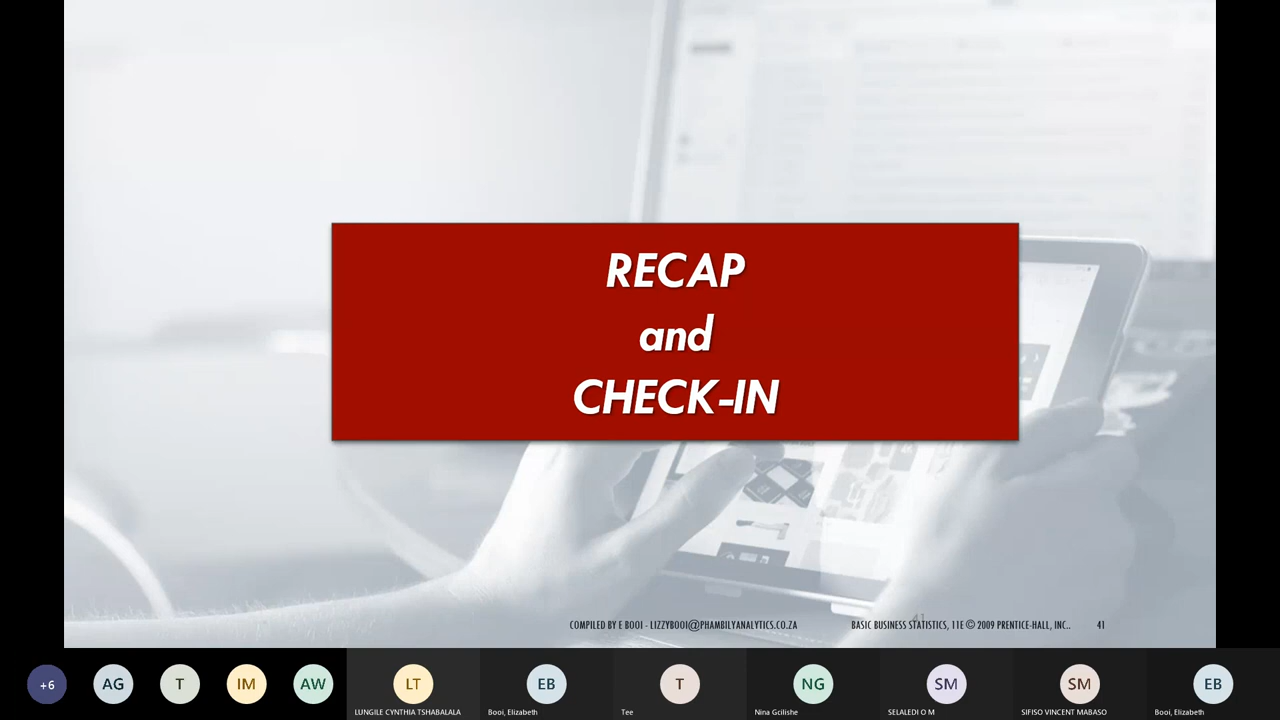 RECAP
and
CHECK-IN
COMPILED BY E BOOI - LIZZYBOOI@PHAMBILYANALYTICS.CO.ZA
BASIC BUSINESS STATISTICS, 11E © 2009 PRENTICE-HALL, INC..
41
41
+6
AG
T
IM
AW
LT
EB
T
NG
SM
SM
EB
LUNGILE CYNTHIA TSHABALALA
Booi, Elizabeth
Tee
Nina Gcilishe
SELALEDI O M
SIFISO VINCENT MABASO
Booi, Elizabeth